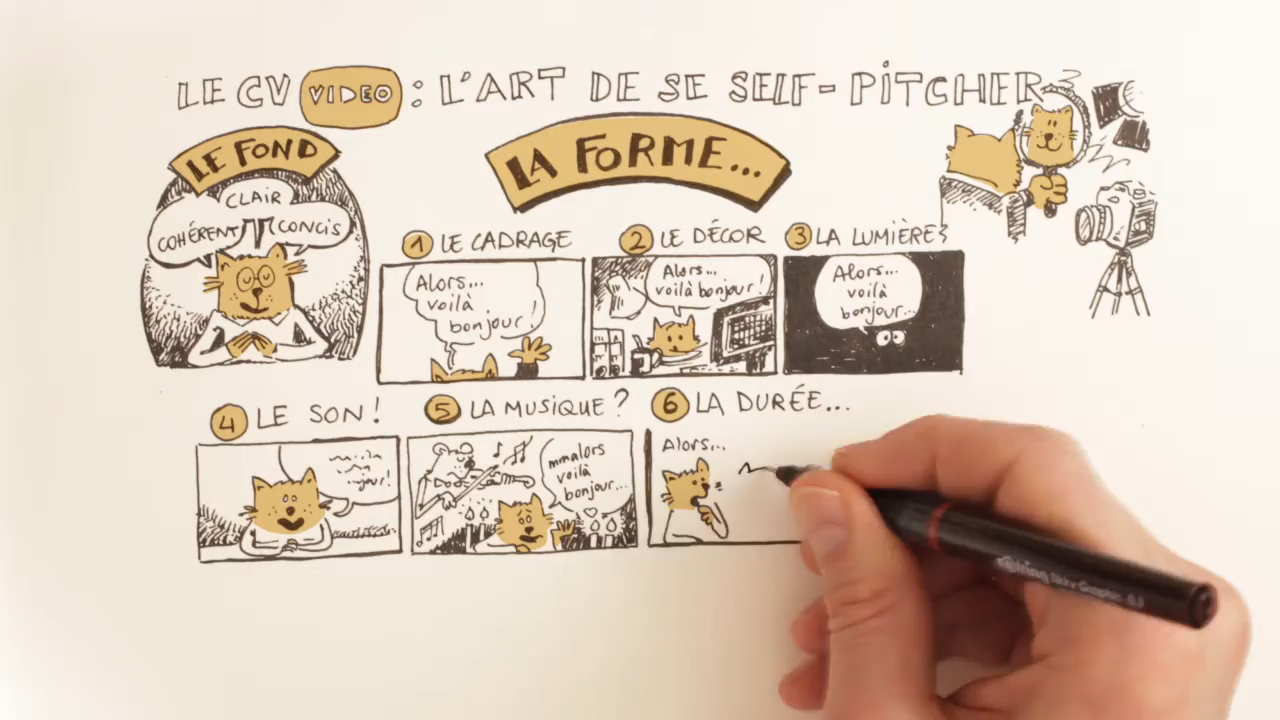 LE CV VIDEO : L'ART DE SE SELF-PITCHER
LE FOND
CLAIR
COHÉRENT
CONCIS
LA FORME...
1 LE CADRAGE
Alors...
voilà
bonjour !
2 LE DÉCOR
Alors...
voilà bonjour !
3 LA LUMIÈRE
Alors...
voilà
bonjour...
4 LE SON !
5 LA MUSIQUE ?
mmalors
voilà
bonjour...
6 LA DURÉE...
Alors...